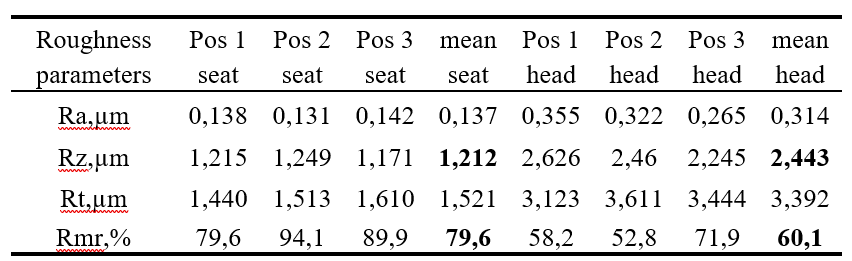 Roughness parameters Pos 1 seat Pos 2 seat Pos 3 seat mean seat Pos 1 head Pos 2 head Pos 3 head mean head
Ra,µm 0,138 0,131 0,142 0,137 0,355 0,322 0,265 0,314
Rz,µm 1,215 1,249 1,171 1,212 2,626 2,46 2,245 2,443
Rt,µm 1,440 1,513 1,610 1,521 3,123 3,611 3,444 3,392
Rmr,% 79,6 94,1 89,9 79,6 58,2 52,8 71,9 60,1